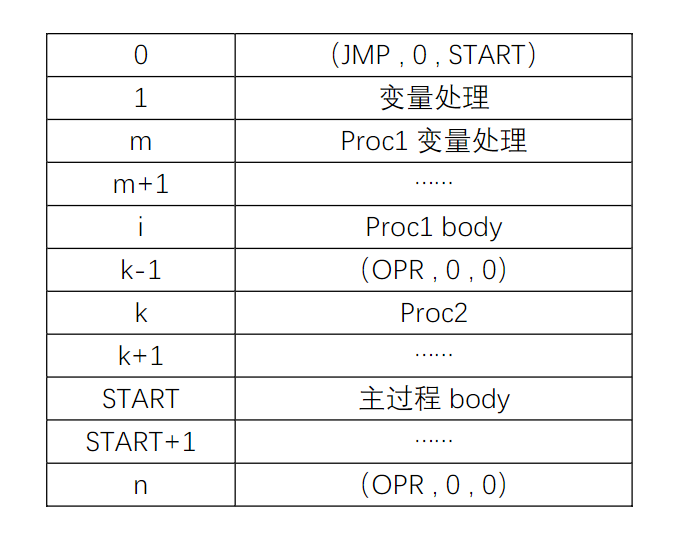 0 （JMP , 0 , START）
1 变量处理
m Proc1 变量处理
m+1 ······
i Proc1 body
k-1 （OPR , 0 , 0）
k Proc2
k+1 ······
START 主过程 body
START+1 ······
n （OPR , 0 , 0）